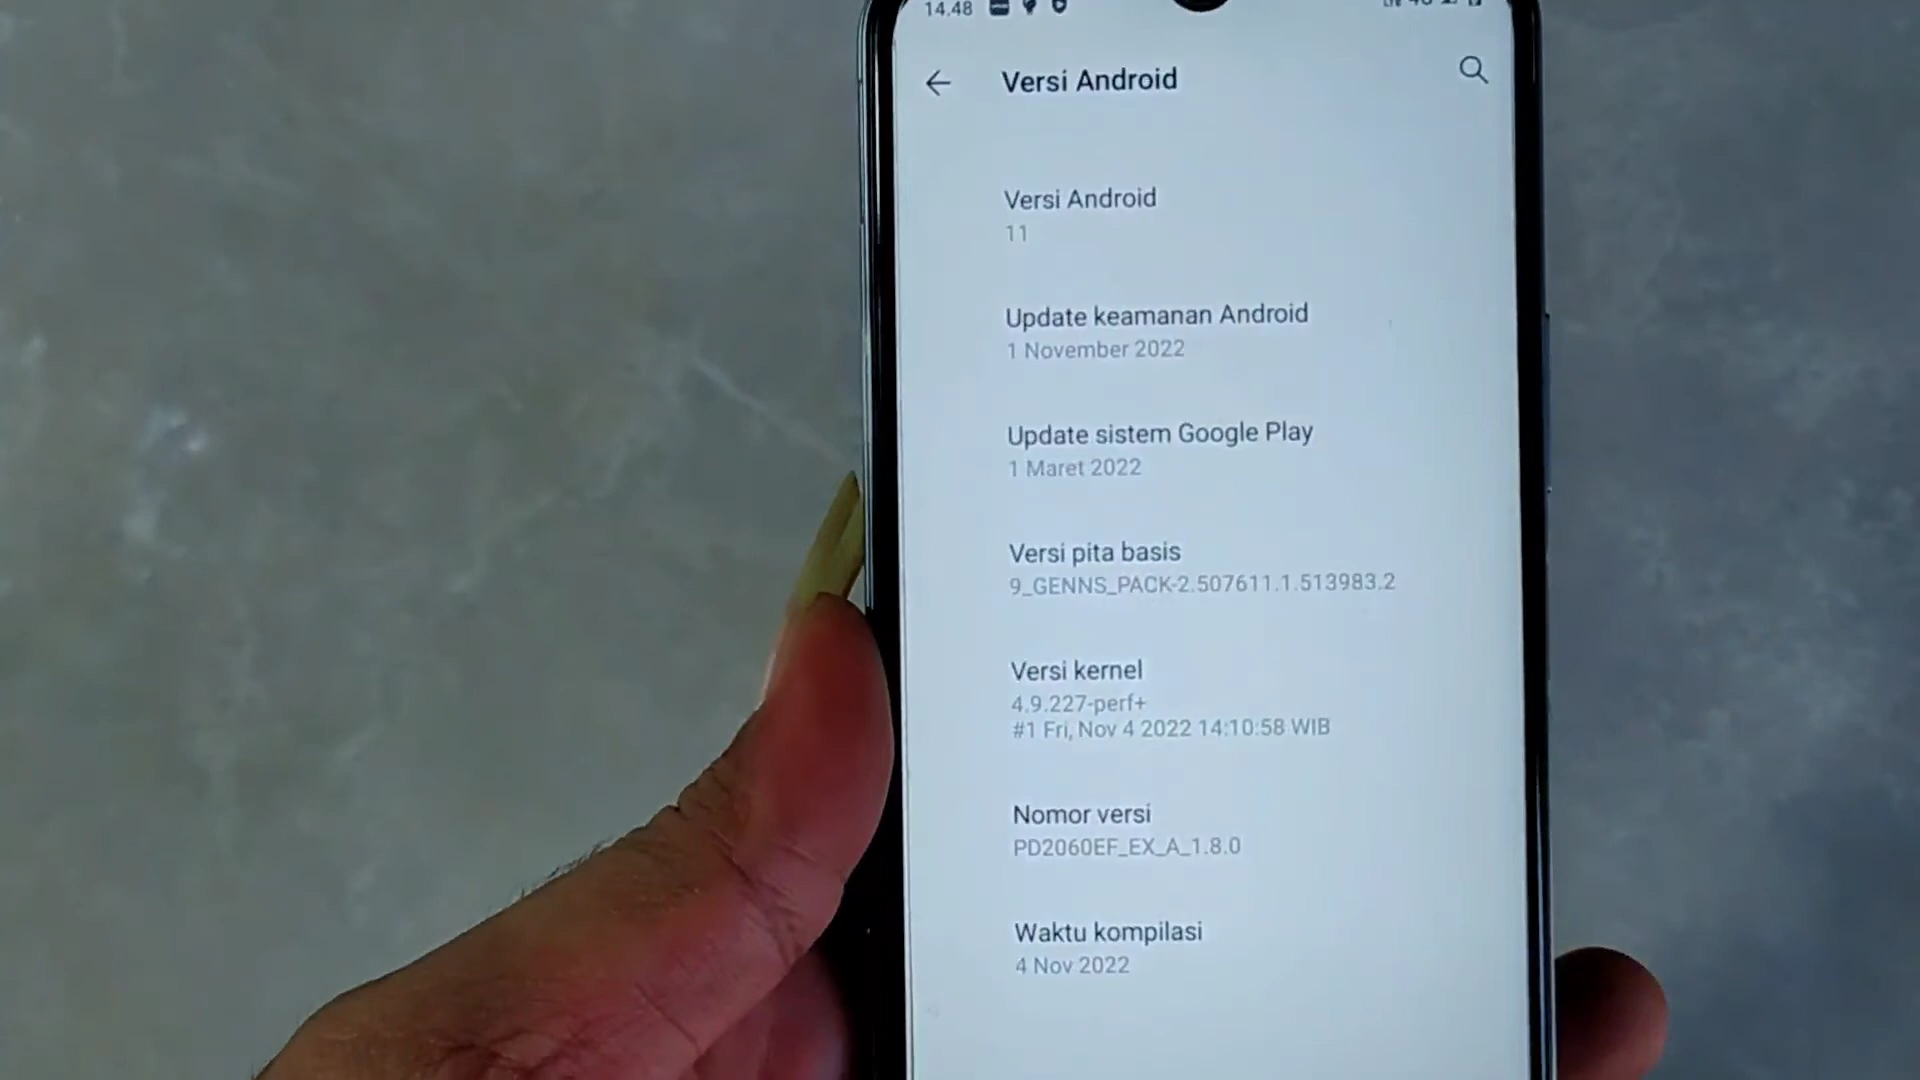 14.48
Versi Android
Versi Android
11
Update keamanan Android
1 November 2022
Update sistem Google Play
1 Maret 2022
Versi pita basis
9_GENNS_PACK-2.507611.1.513983.2
Versi kernel
4.9.227-perf+
#1 Fri, Nov 4 2022 14:10:58 WIB
Nomor versi
PD2060EF_EX_A_1.8.0
Waktu kompilasi
4 Nov 2022